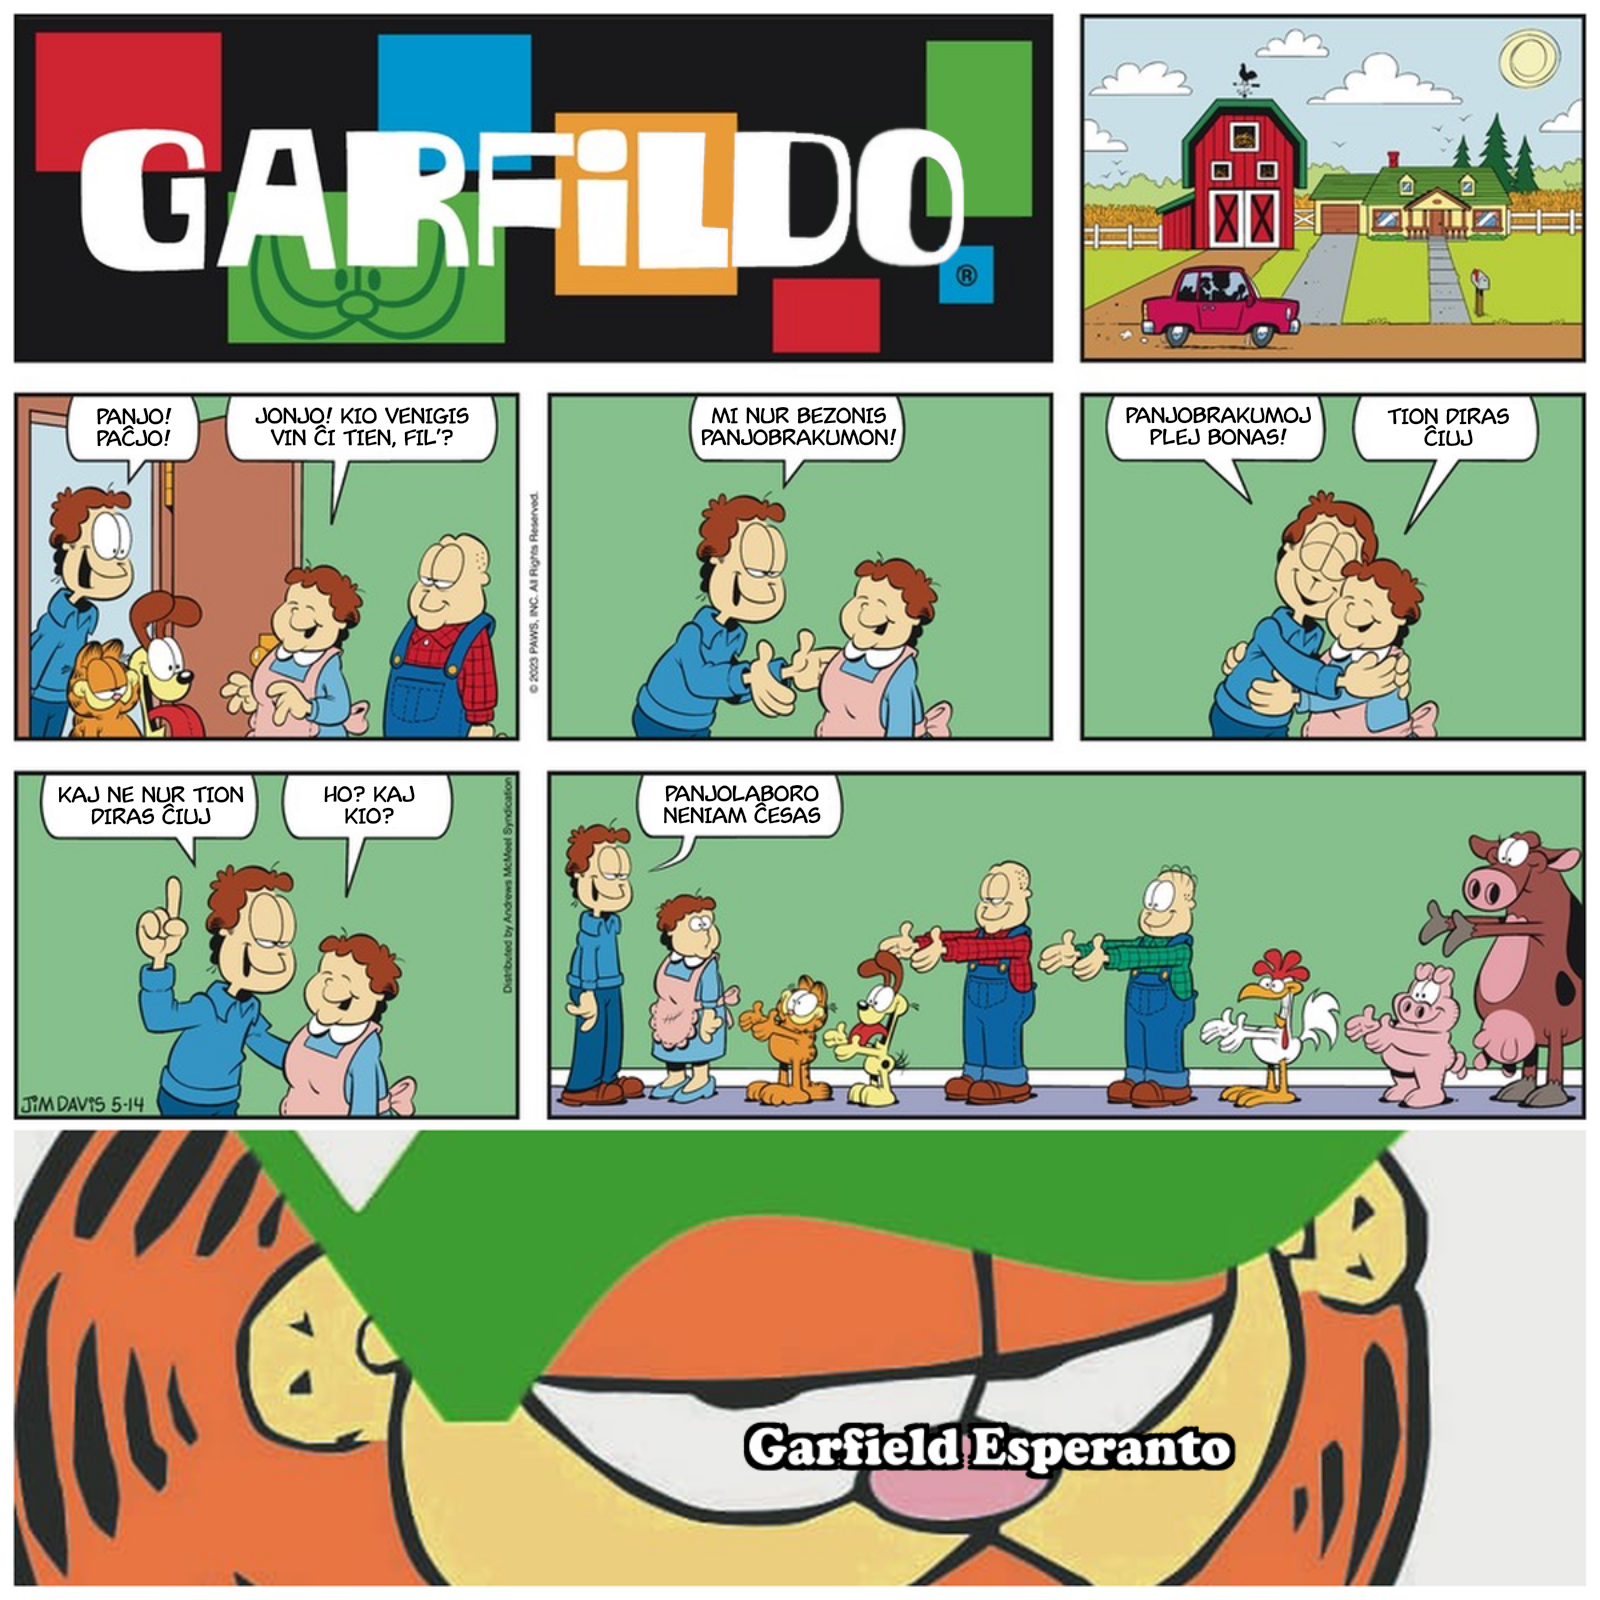 GARFiLDO
®
PANJO!
PAĈJO!
JONJO! KIO VENIGIS
VIN ĈI TIEN, FIL'?
© 2023 PAWS, INC. All Rights Reserved.
MI NUR BEZONIS
PANJOBRAKUMON!
PANJOBRAKUMOJ
PLEJ BONAS!
TION DIRAS
ĈIUJ
KAJ NE NUR TION
DIRAS ĈIUJ
HO? KAJ
KIO?
JiM DAViS 5-14
Distributed by Andrews McMeel Syndication
PANJOLABORO
NENIAM ĈESAS
Garfield Esperanto